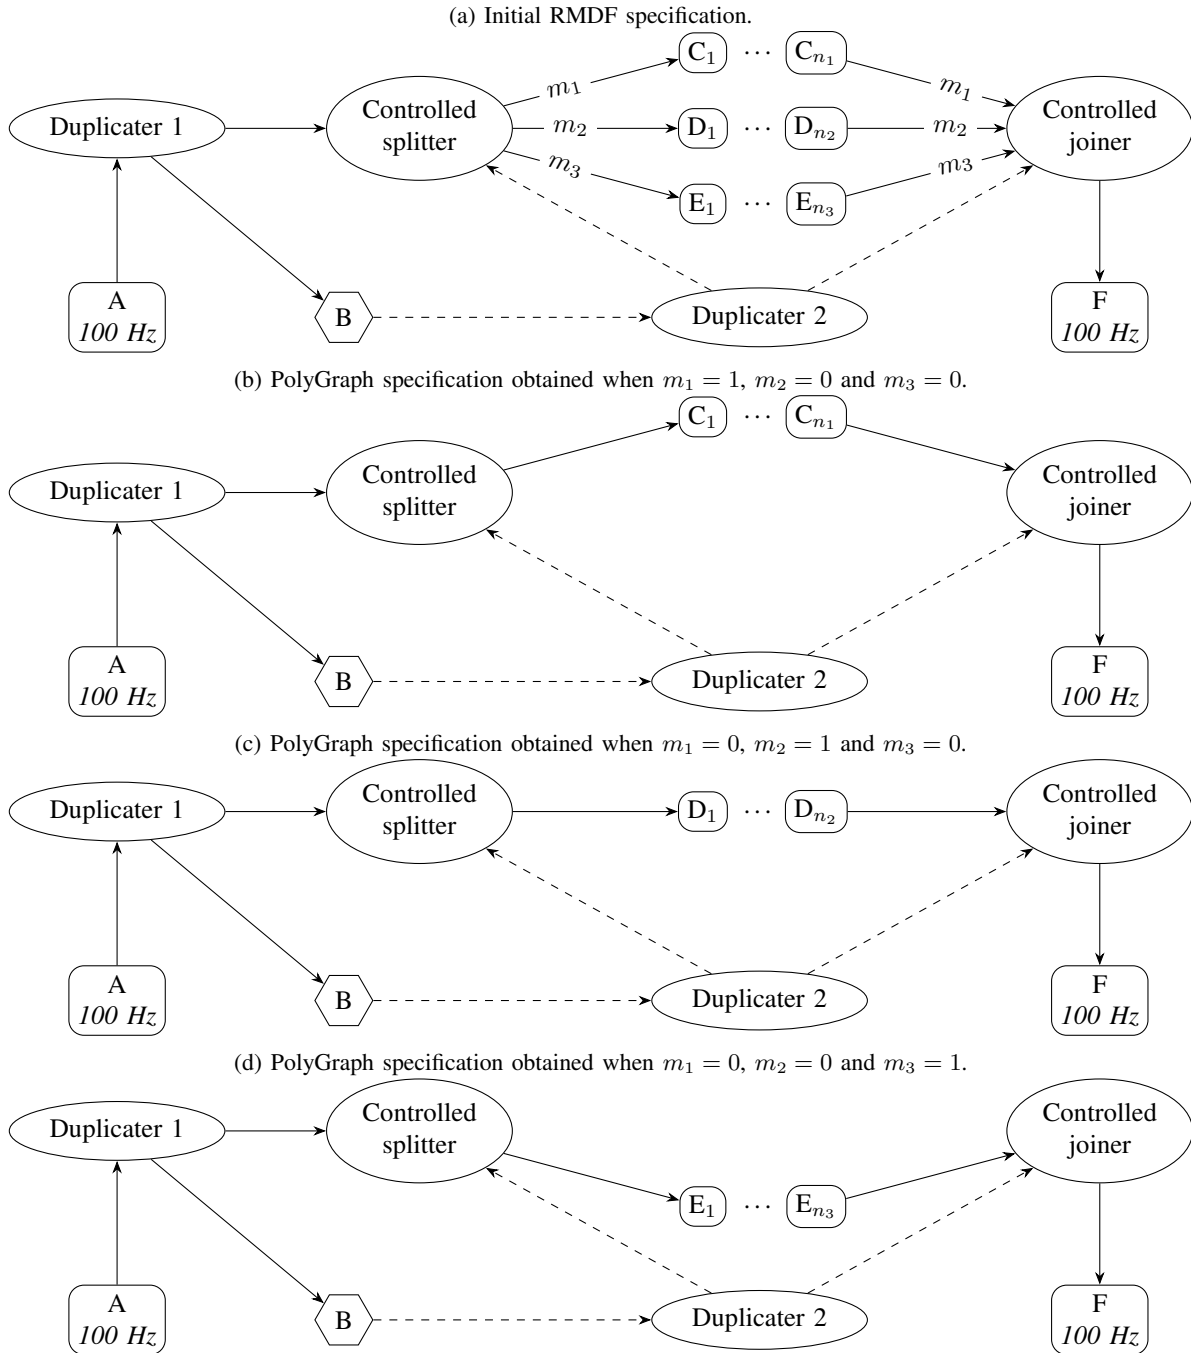 (a) Initial RMDF specification.
C₁ ⋯ Cₙ₁
Duplicater 1
Controlled
splitter
m₁
m₂
m₃
D₁ ⋯ Dₙ₂
E₁ ⋯ Eₙ₃
m₁
m₂
m₃
Controlled
joiner
A
100 Hz
B
Duplicater 2
F
100 Hz
(b) PolyGraph specification obtained when m₁ = 1, m₂ = 0 and m₃ = 0.
C₁ ⋯ Cₙ₁
Duplicater 1
Controlled
splitter
Controlled
joiner
A
100 Hz
B
Duplicater 2
F
100 Hz
(c) PolyGraph specification obtained when m₁ = 0, m₂ = 1 and m₃ = 0.
Duplicater 1
Controlled
splitter
D₁ ⋯ Dₙ₂
Controlled
joiner
A
100 Hz
B
Duplicater 2
F
100 Hz
(d) PolyGraph specification obtained when m₁ = 0, m₂ = 0 and m₃ = 1.
Duplicater 1
Controlled
splitter
Controlled
joiner
E₁ ⋯ Eₙ₃
A
100 Hz
B
Duplicater 2
F
100 Hz